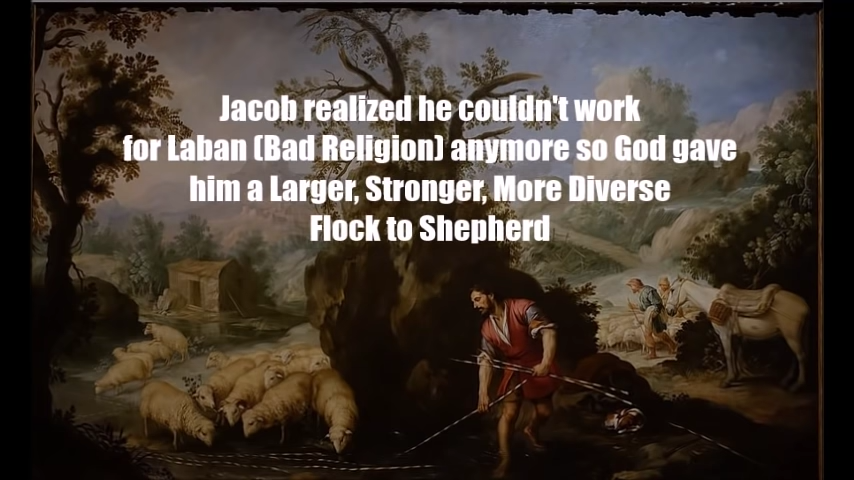 Jacob realized he couldn't work
for Laban (Bad Religion) anymore so God gave
him a Larger, Stronger, More Diverse
Flock to Shepherd